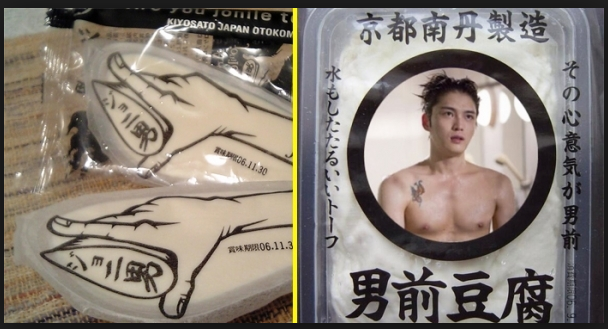 you
KIYOSATO JAPAN OTOKOM
ジョニ男
賞味期限06.11.30
ジョニ男
賞味期限06.11.3
京都南丹製造
その心意気が男前
水もしたたるいいトーフ
男前豆腐